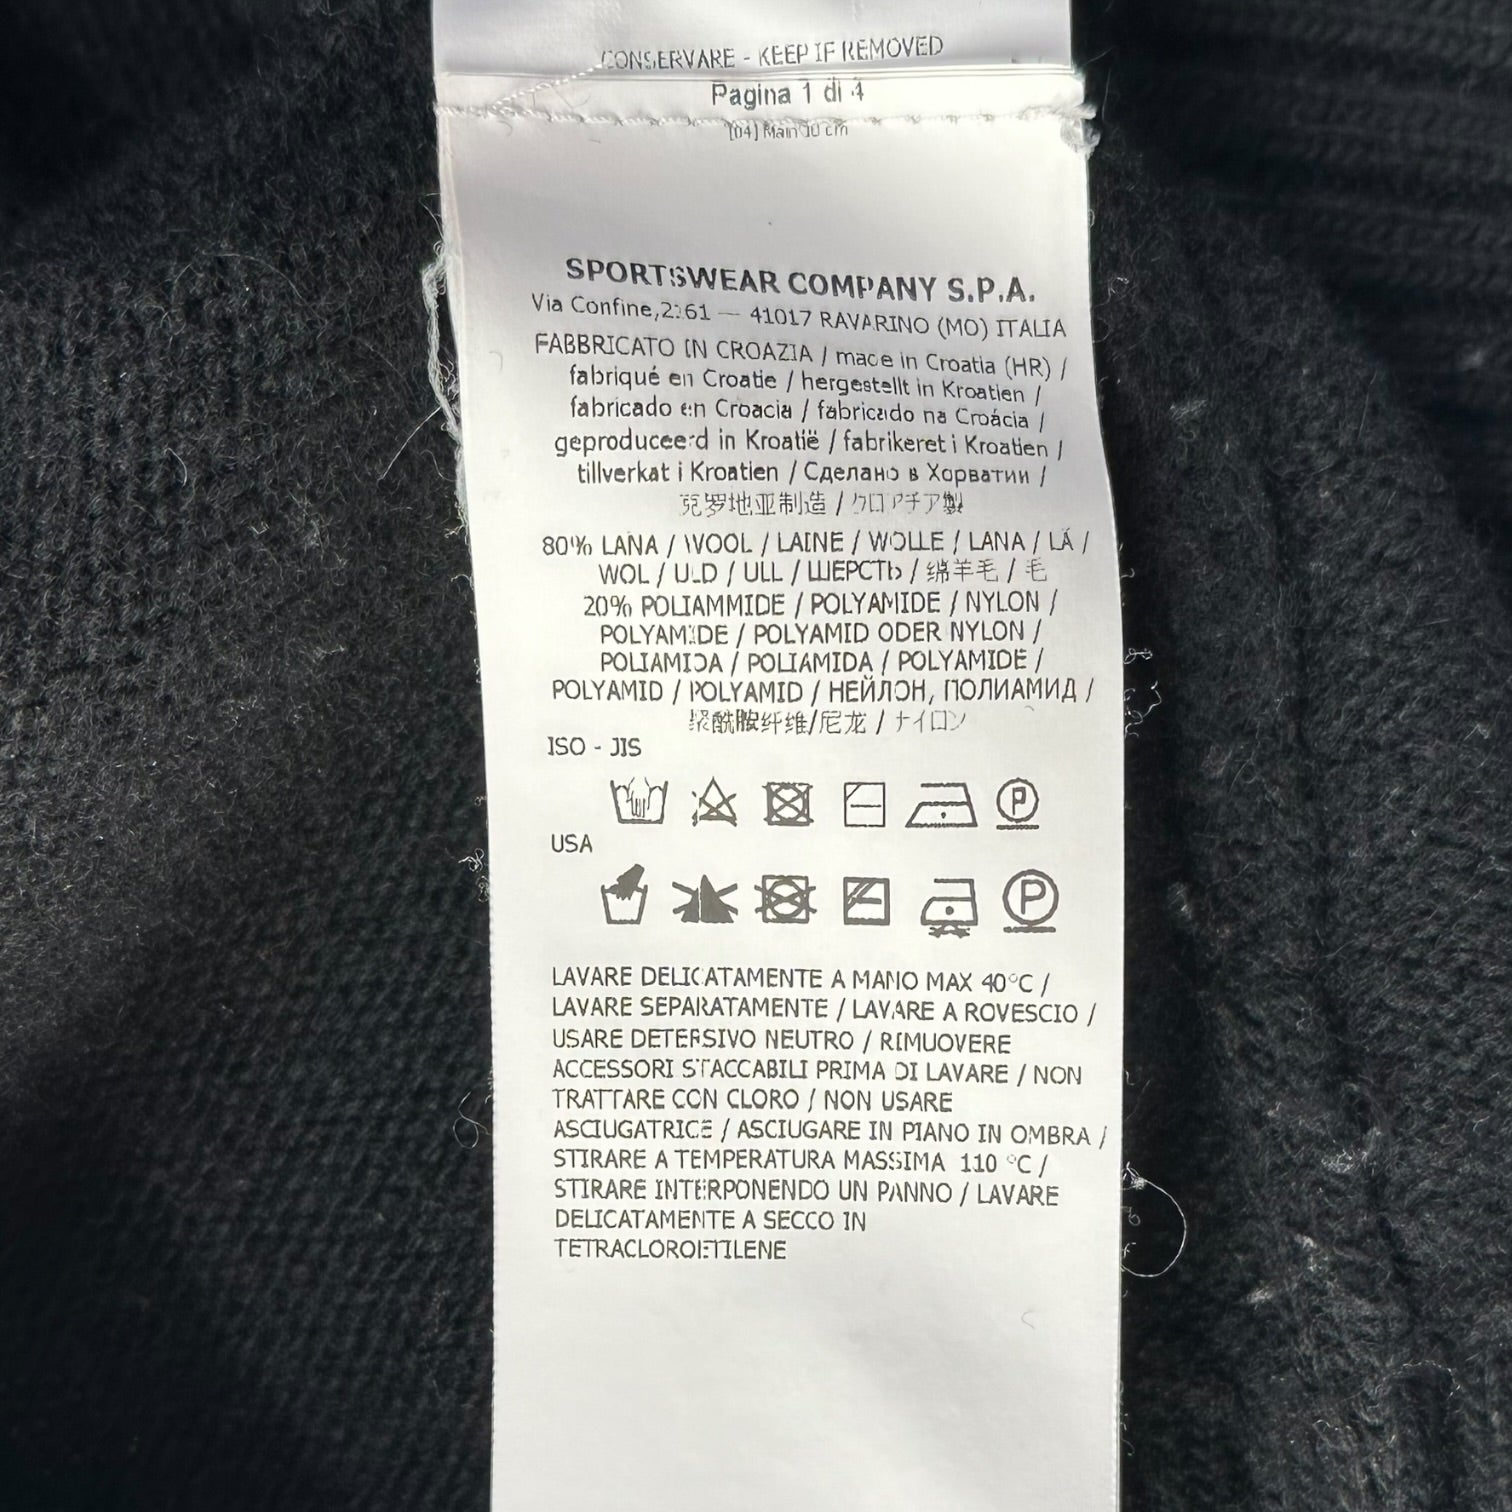 CONSERVARE - KEEP IF REMOVED
Pagina 1 di 4
[04] Main 00 cm
SPORTSWEAR COMPANY S.P.A.
Via Confine,2161 — 41017 RAVARINO (MO) ITALIA
FABBRICATO IN CROAZIA / made in Croatia (HR) /
fabriqué en Croatie / hergestellt in Kroatien /
fabricado en Croacia / fabricado na Croácia /
geproduceerd in Kroatië / fabrikeret i Kroatien /
tillverkat i Kroatien / Сделано в Хорватии /
克罗地亚制造 / クロアチア製
80% LANA / WOOL / LAINE / WOLLE / LANA / LÃ /
WOL / ULD / ULL / ШЕРСТЬ / 绵羊毛 / 毛
20% POLIAMMIDE / POLYAMIDE / NYLON /
POLYAMIDE / POLYAMID ODER NYLON /
POLIAMIDA / POLIAMIDA / POLYAMIDE /
POLYAMID / POLYAMID / НЕЙЛОН, ПОЛИАМИД /
聚酰胺纤维/尼龙 / ナイロン
ISO - JIS
P
USA
P
LAVARE DELICATAMENTE A MANO MAX 40°C /
LAVARE SEPARATAMENTE / LAVARE A ROVESCIO /
USARE DETERSIVO NEUTRO / RIMUOVERE
ACCESSORI STACCABILI PRIMA DI LAVARE / NON
TRATTARE CON CLORO / NON USARE
ASCIUGATRICE / ASCIUGARE IN PIANO IN OMBRA /
STIRARE A TEMPERATURA MASSIMA 110 °C /
STIRARE INTERPONENDO UN PANNO / LAVARE
DELICATAMENTE A SECCO IN
TETRACLOROETILENE